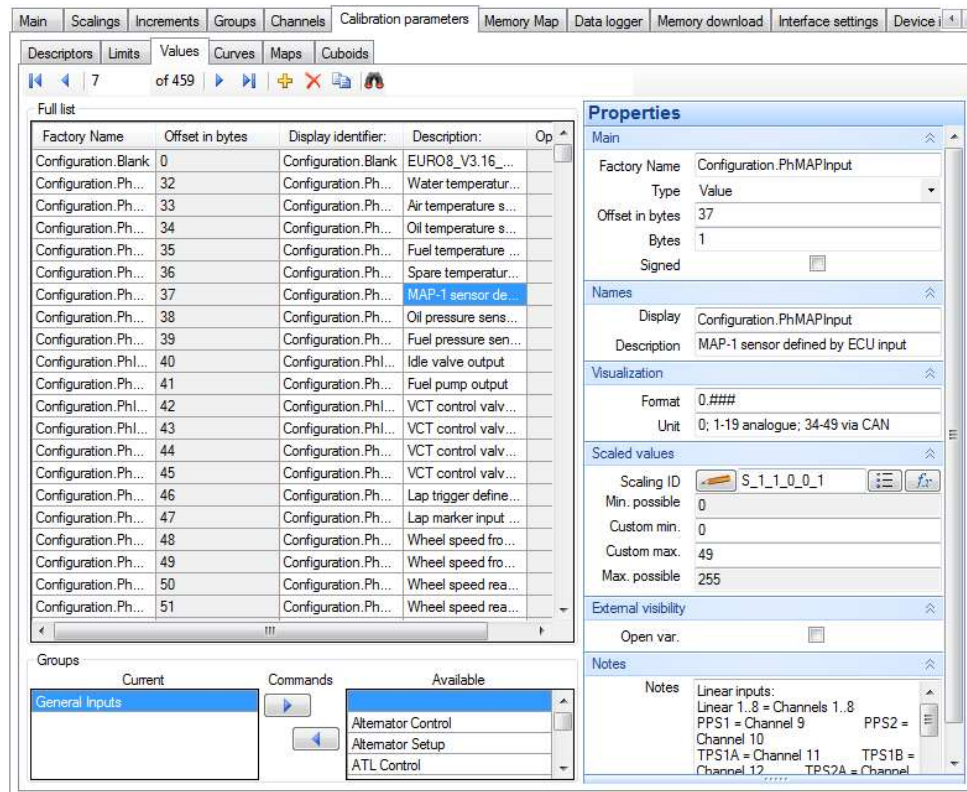 Main Scalings Increments Groups Channels Calibration parameters Memory Map Data logger Memory download Interface settings Device i
Descriptors Limits Values Curves Maps Cuboids
7 of 459
Full list
Factory Name Offset in bytes Display identifier: Description: Op
Configuration.Blank 0 Configuration.Blank EURO8_V3.16_...
Configuration.Ph... 32 Configuration.Ph... Water temperatur...
Configuration.Ph... 33 Configuration.Ph... Air temperature s...
Configuration.Ph... 34 Configuration.Ph... Oil temperature s...
Configuration.Ph... 35 Configuration.Ph... Fuel temperature ...
Configuration.Ph... 36 Configuration.Ph... Spare temperatur...
Configuration.Ph... 37 Configuration.Ph... MAP-1 sensor de...
Configuration.Ph... 38 Configuration.Ph... Oil pressure sens...
Configuration.Ph... 39 Configuration.Ph... Fuel pressure sen...
Configuration.PhI... 40 Configuration.PhI... Idle valve output
Configuration.Ph... 41 Configuration.Ph... Fuel pump output
Configuration.PhI... 42 Configuration.PhI... VCT control valv...
Configuration.PhI... 43 Configuration.PhI... VCT control valv...
Configuration.Ph... 44 Configuration.Ph... VCT control valv...
Configuration.Ph... 45 Configuration.Ph... VCT control valv...
Configuration.Ph... 46 Configuration.Ph... Lap trigger define...
Configuration.Ph... 47 Configuration.Ph... Lap marker input ...
Configuration.Ph... 48 Configuration.Ph... Wheel speed fro...
Configuration.Ph... 49 Configuration.Ph... Wheel speed fro...
Configuration.Ph... 50 Configuration.Ph... Wheel speed rea...
Configuration.Ph... 51 Configuration.Ph... Wheel speed rea...
Groups
Current Commands Available
General Inputs
Alternator Control
Alternator Setup
ATL Control
Properties
Main
Factory Name Configuration.PhMAPInput
Type Value
Offset in bytes 37
Bytes 1
Signed
Names
Display Configuration.PhMAPInput
Description MAP-1 sensor defined by ECU input
Visualization
Format 0.###
Unit 0; 1-19 analogue; 34-49 via CAN
Scaled values
Scaling ID S_1_1_0_0_1 fx
Min. possible 0
Custom min. 0
Custom max. 49
Max. possible 255
External visibility
Open var.
Notes
Notes Linear inputs:
Linear 1..8 = Channels 1..8
PPS1 = Channel 9 PPS2 =
Channel 10
TPS1A = Channel 11 TPS1B =
Channel 12 TPS2A = Channel